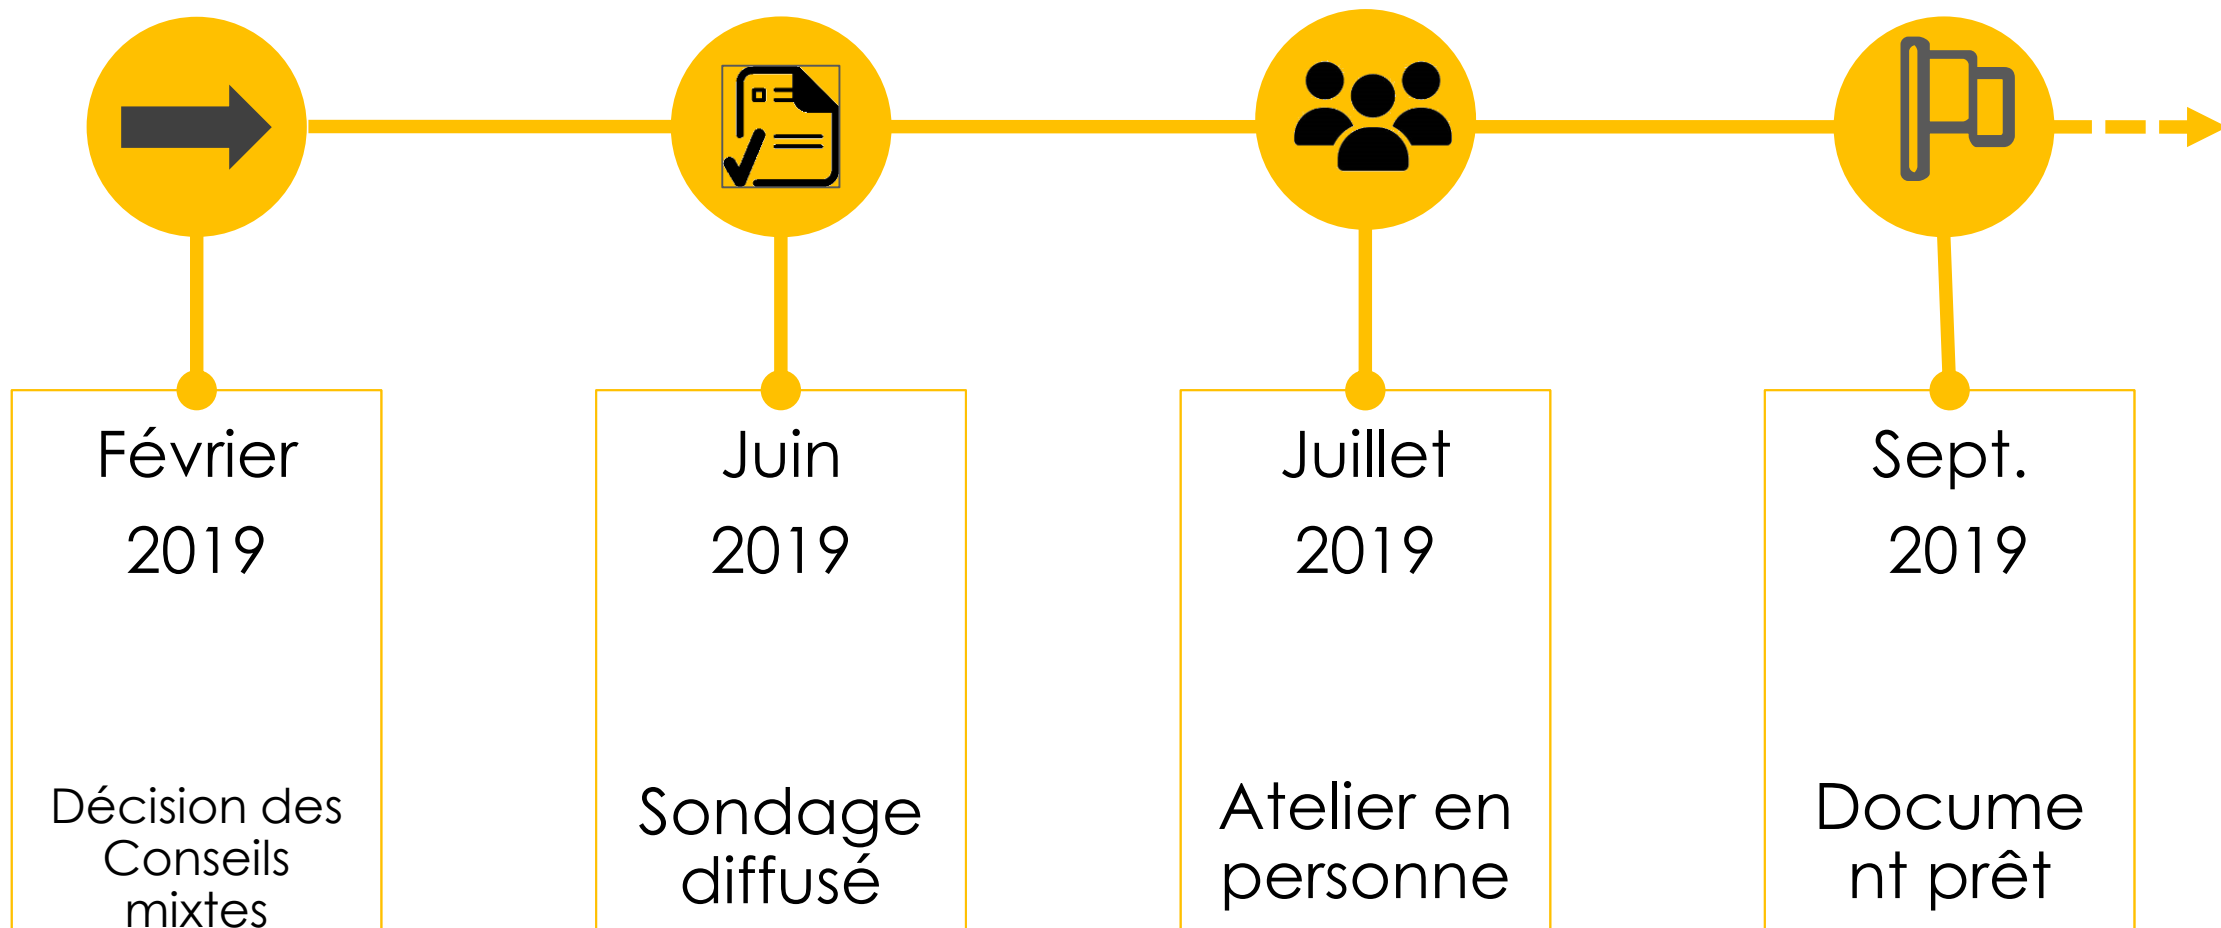 Février
2019
Décision des
Conseils
mixtes
Juin
2019
Sondage
diffusé
Juillet
2019
Atelier en
personne
Sept.
2019
Docume
nt prêt